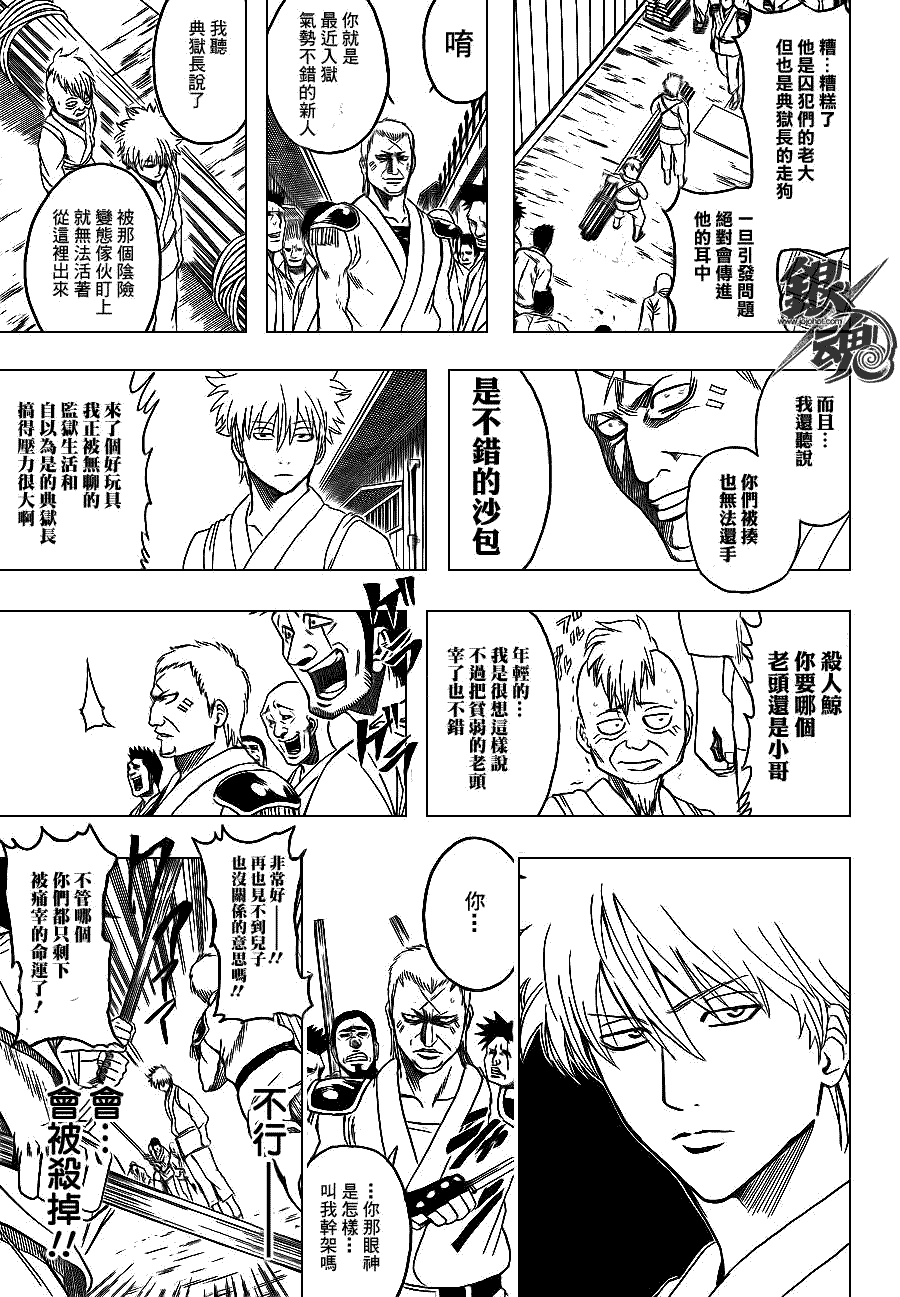 糟…糟糕了
他是囚犯們的老大
但也是典獄長的走狗
一旦引發問題
絕對會傳進
他的耳中
唷
你就是
最近入獄
氣勢不錯的新人
我聽
典獄長說了
被那個陰險
變態傢伙盯上
就無法活著
從這裡出來
銀魂
www.jojohot.com
而且…
我還聽說
你們被揍
也無法還手
是不錯的沙包
來了個好玩具
我正被無聊的
監獄生活和
自以為是的典獄長
搞得壓力很大啊
殺人鯨
你要哪個
老頭還是小哥
年輕的…
我是很想這樣說
不過把貧弱的老頭
宰了也不錯
你…
…你那眼神
是怎樣…
叫我幹架嗎
非常好——!!
再也見不到兒子
也沒關係的意思嗎!!
不管哪個
你們都只剩下
被痛宰的命運了!
不行——
會…
會被殺掉!!